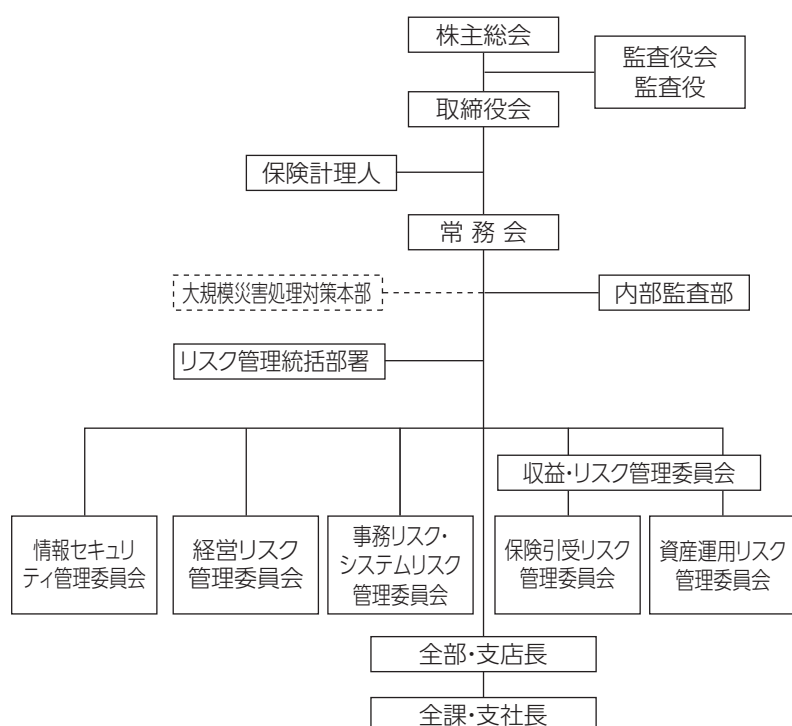 株主総会
監査役会
監査役
取締役会
保険計理人
常務会
大規模災害処理対策本部
内部監査部
リスク管理統括部署
収益・リスク管理委員会
情報セキュリ
ティ管理委員会
経営リスク
管理委員会
事務リスク・
システムリスク
管理委員会
保険引受リスク
管理委員会
資産運用リスク
管理委員会
全部・支店長
全課・支社長